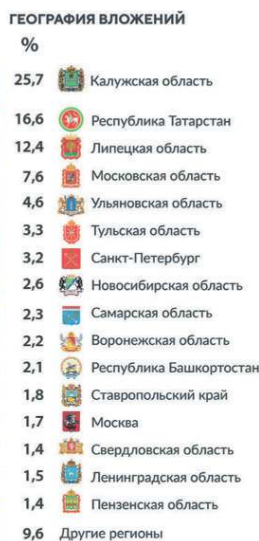 ГЕОГРАФИЯ ВЛОЖЕНИЙ
%
25,7 Калужская область
16,6 Республика Татарстан
12,4 Липецкая область
7,6 Московская область
4,6 Ульяновская область
3,3 Тульская область
3,2 Санкт-Петербург
2,6 Новосибирская область
2,3 Самарская область
2,2 Воронежская область
2,1 Республика Башкортостан
1,8 Ставропольский край
1,7 Москва
1,4 Свердловская область
1,5 Ленинградская область
1,4 Пензенская область
9,6 Другие регионы